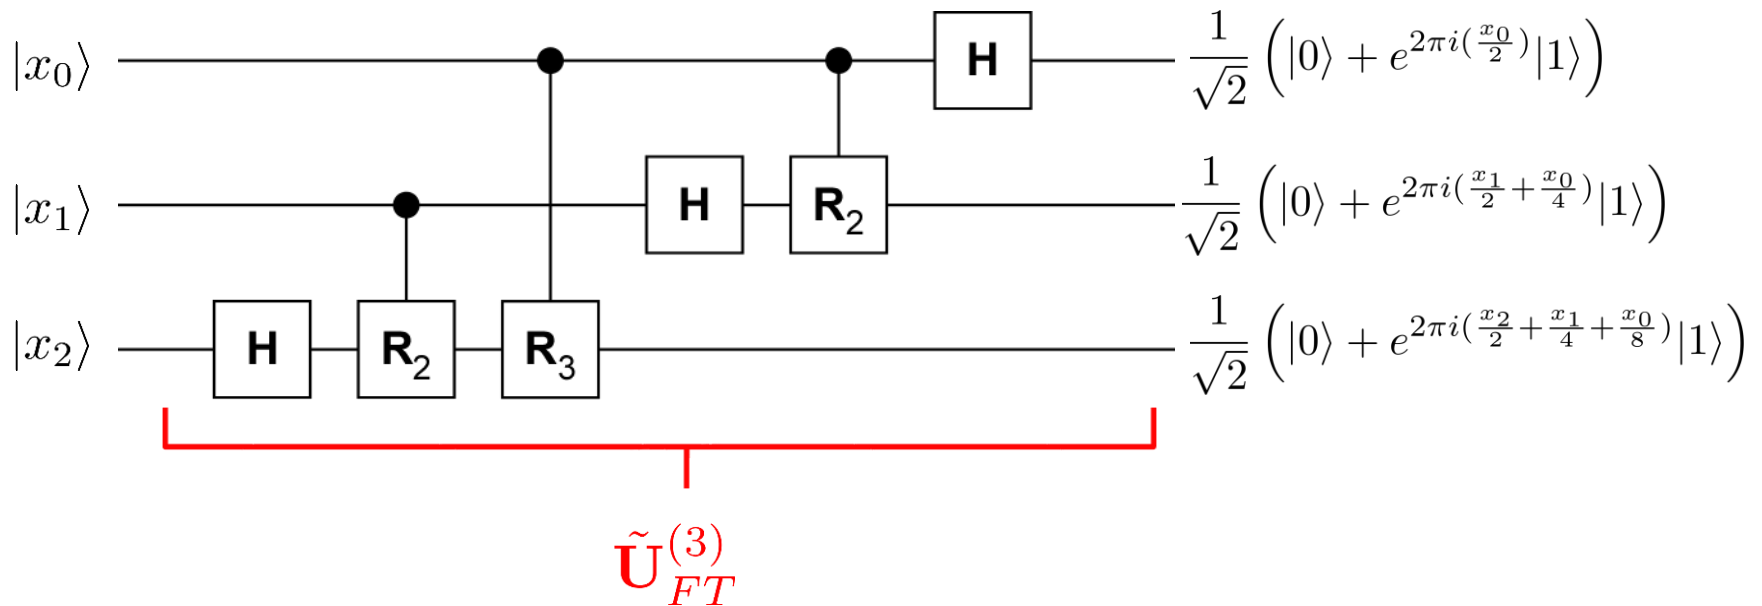 |x₀⟩ H 1/√2 (|0⟩ + e^{2πi(x₀/2)}|1⟩)
|x₁⟩ H R₂ 1/√2 (|0⟩ + e^{2πi(x₁/2 + x₀/4)}|1⟩)
|x₂⟩ H R₂ R₃ 1/√2 (|0⟩ + e^{2πi(x₂/2 + x₁/4 + x₀/8)}|1⟩)
Ũ_{FT}^{(3)}